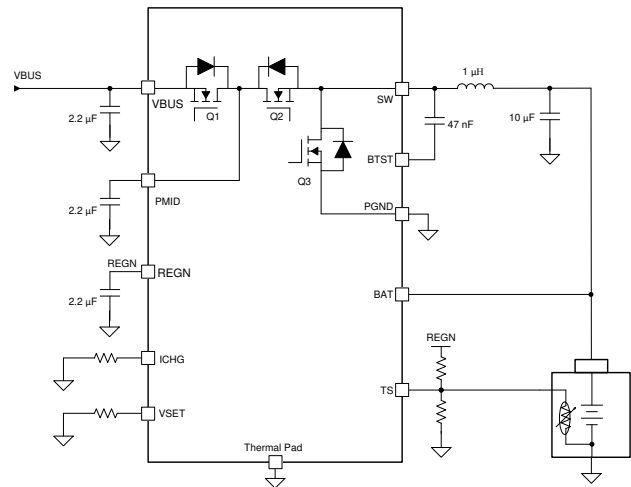 VBUS
2.2 μF
VBUS
Q1
Q2
SW
1 μH
47 nF
10 μF
Q3
BTST
2.2 μF
PMID
PGND
REGN
REGN
2.2 μF
BAT
REGN
ICHG
TS
VSET
Thermal Pad